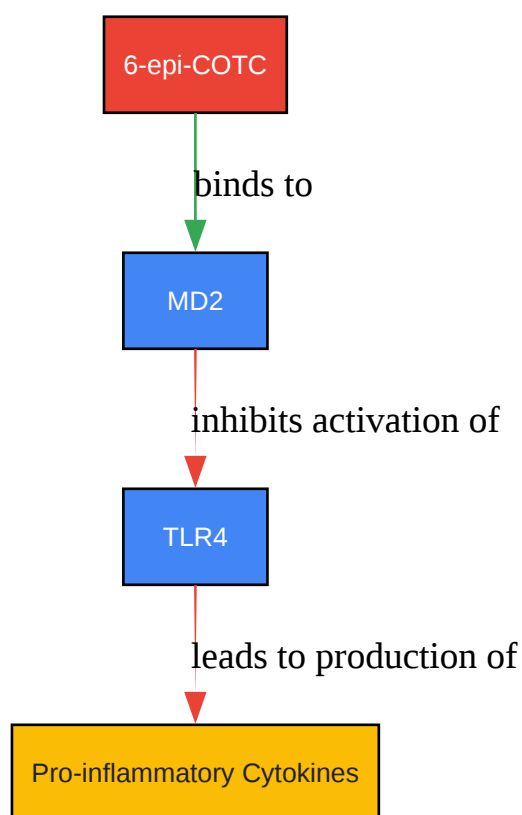 6-epi-COTC
binds to
MD2
inhibits activation of
TLR4
leads to production of
Pro-inflammatory Cytokines